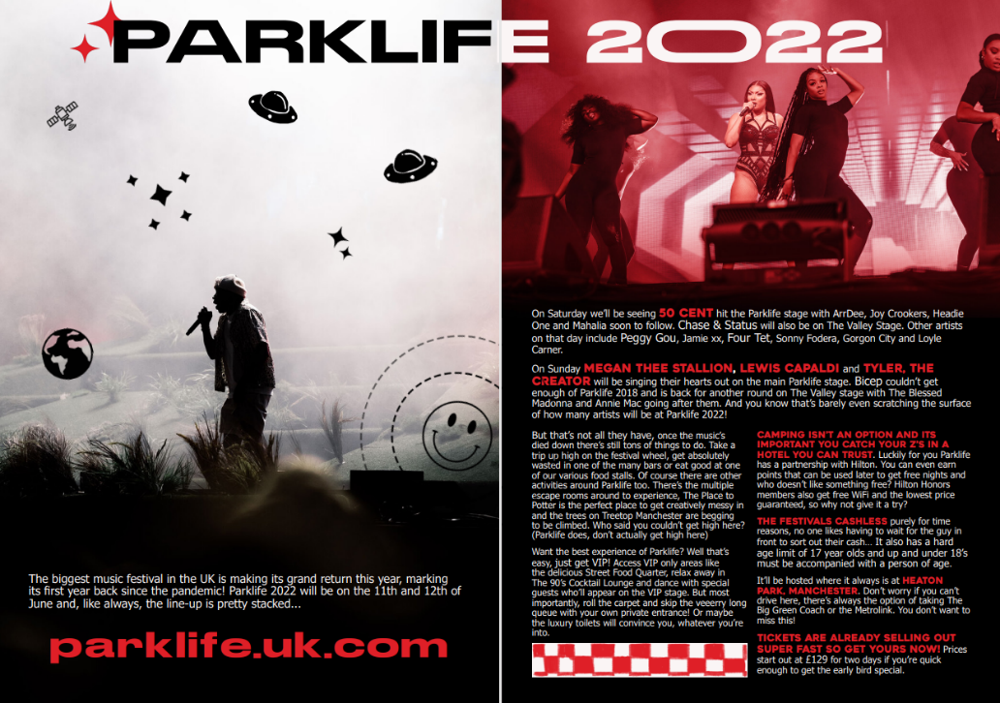 PARKLIFE 2022
The biggest music festival in the UK is making its grand return this year, marking
its first year back since the pandemic! Parklife 2022 will be on the 11th and 12th of
June and, like always, the line-up is pretty stacked...
parklife.uk.com
On Saturday we'll be seeing 50 CENT hit the Parklife stage with ArrDee, Joy Crookers, Headie
One and Mahalia soon to follow. Chase & Status will also be on The Valley Stage. Other artists
on that day include Peggy Gou, Jamie xx, Four Tet, Sonny Fodera, Gorgon City and Loyle
Carner.
On Sunday MEGAN THEE STALLION, LEWIS CAPALDI and TYLER, THE
CREATOR will be singing their hearts out on the main Parklife stage. Bicep couldn't get
enough of Parklife 2018 and is back for another round on The Valley stage with The Blessed
Madonna and Annie Mac going after them. And you know that's barely even scratching the surface
of how many artists will be at Parklife 2022!
But that's not all they have, once the music's
died down there's still tons of things to do. Take a
trip up high on the festival wheel, get absolutely
wasted in one of the many bars or eat good at one
of our various food stalls. Of course there are other
activities around Parklife too. There's the multiple
escape rooms around to experience, The Place to
Potter is the perfect place to get creatively messy in
and the trees on Treetop Manchester are begging
to be climbed. Who said you couldn't get high here?
(Parklife does, don't actually get high here)
Want the best experience of Parklife? Well that's
easy, just get VIP! Access VIP only areas like
the delicious Street Food Quarter, relax away in
The 90's Cocktail Lounge and dance with special
guests who'll appear on the VIP stage. But most
importantly, roll the carpet and skip the veeerry long
queue with your own private entrance! Or maybe
the luxury toilets will convince you, whatever you're
into.
CAMPING ISN'T AN OPTION AND ITS
IMPORTANT YOU CATCH YOUR Z'S IN A
HOTEL YOU CAN TRUST. Luckily for you Parklife
has a partnership with Hilton. You can even earn
points that can be used later to get free nights and
who doesn't like something free? Hilton Honors
members also get free WiFi and the lowest price
guaranteed, so why not give it a try?
THE FESTIVALS CASHLESS purely for time
reasons, no one likes having to wait for the guy in
front to sort out their cash... It also has a hard
age limit of 17 year olds and up and under 18's
must be accompanied with a person of age.
It'll be hosted where it always is at HEATON
PARK, MANCHESTER. Don't worry if you can't
drive here, there's always the option of taking The
Big Green Coach or the Metrolink. You don't want to
miss this!
TICKETS ARE ALREADY SELLING OUT
SUPER FAST SO GET YOURS NOW! Prices
start out at £129 for two days if you're quick
enough to get the early bird special.